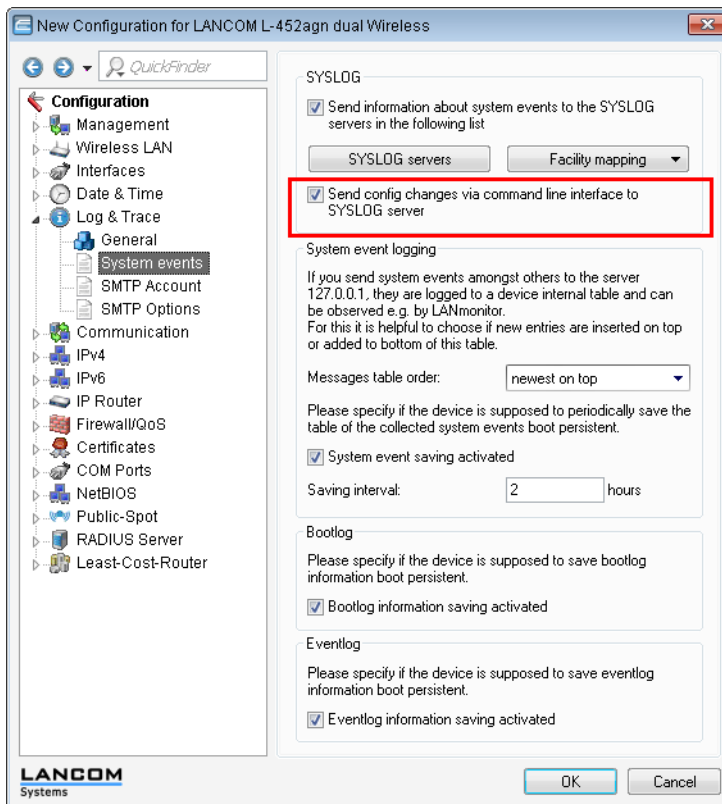 New Configuration for LANCOM L-452agn dual Wireless
QuickFinder
Configuration
Management
Wireless LAN
Interfaces
Date & Time
Log & Trace
General
System events
SMTP Account
SMTP Options
Communication
IPv4
IPv6
IP Router
Firewall/QoS
Certificates
COM Ports
NetBIOS
Public-Spot
RADIUS Server
Least-Cost-Router
SYSLOG
Send information about system events to the SYSLOG
servers in the following list
SYSLOG servers
Facility mapping
Send config changes via command line interface to
SYSLOG server
System event logging
If you send system events amongst others to the server
127.0.0.1, they are logged to a device internal table and can
be observed e.g. by LANmonitor.
For this it is helpful to choose if new entries are inserted on top
or added to bottom of this table.
Messages table order: newest on top
Please specify if the device is supposed to periodically save the
table of the collected system events boot persistent.
System event saving activated
Saving interval: 2 hours
Bootlog
Please specify if the device is supposed to save bootlog
information boot persistent.
Bootlog information saving activated
Eventlog
Please specify if the device is supposed to save eventlog
information boot persistent.
Eventlog information saving activated
LANCOM
Systems
OK
Cancel